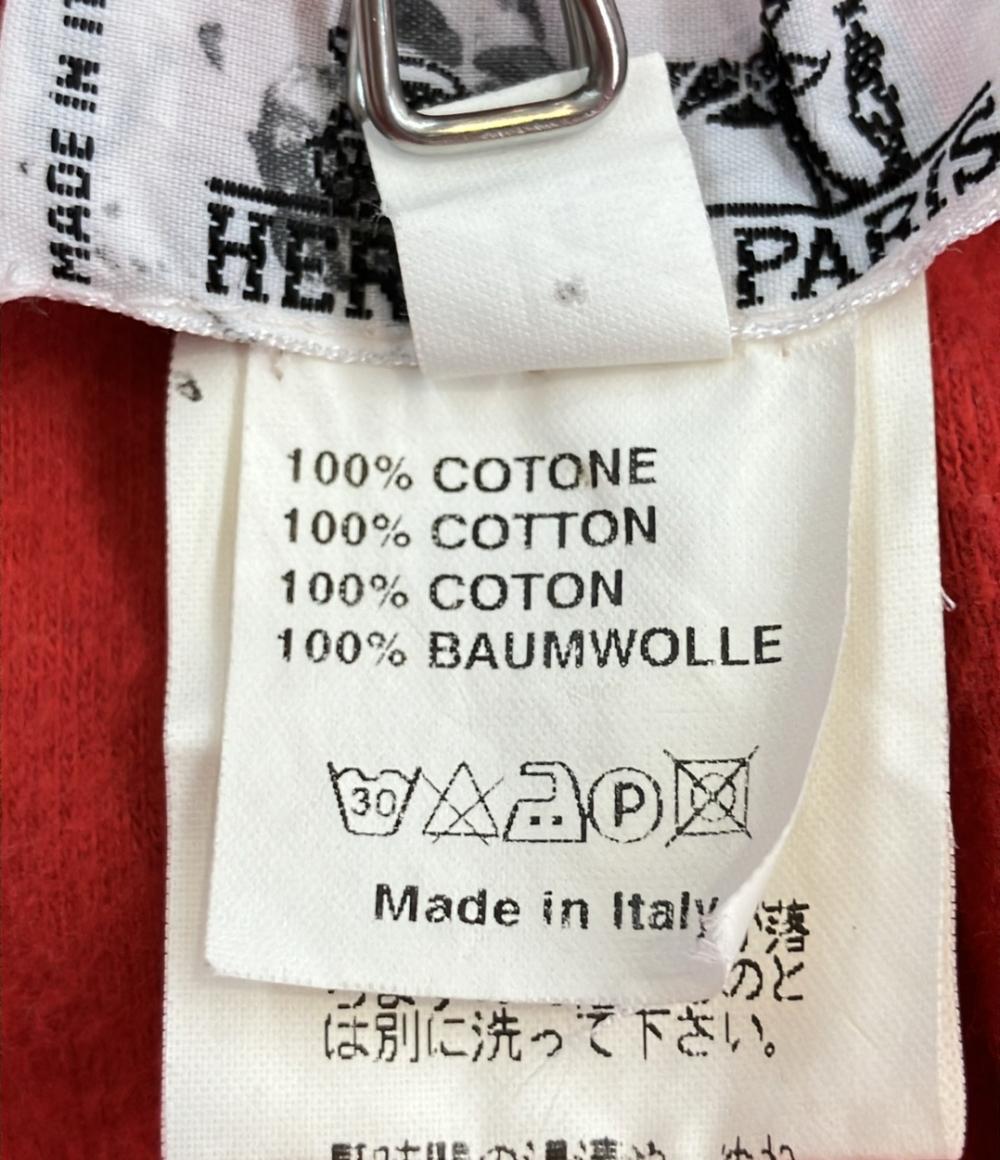 MADE IN
HER
PARIS
100% COTONE
100% COTTON
100% COTON
100% BAUMWOLLE
30 P
Made in Italy
落
のと
は別に洗って下さい。